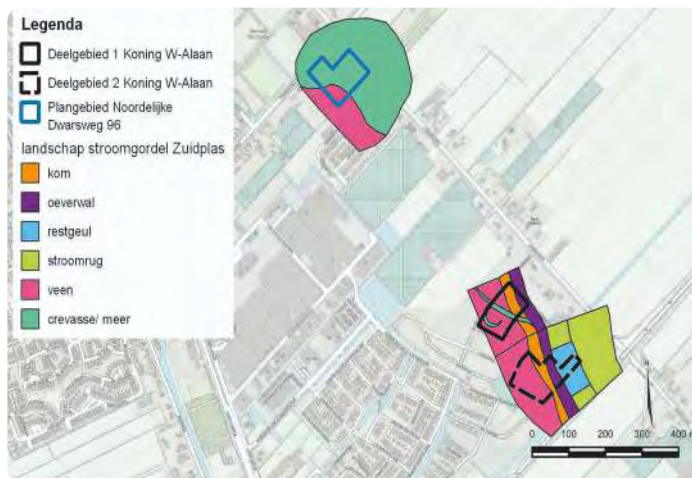 Legenda
Deelgebied 1 Koning W-Alaan
Deelgebied 2 Koning W-Alaan
Plangebied Noordelijke
Dwarsweg 96
landschap stroomgordel Zuidplas
kom
oeverwal
restgeul
stroomrug
veen
crevasse/ meer
0 100 200 300 400 m